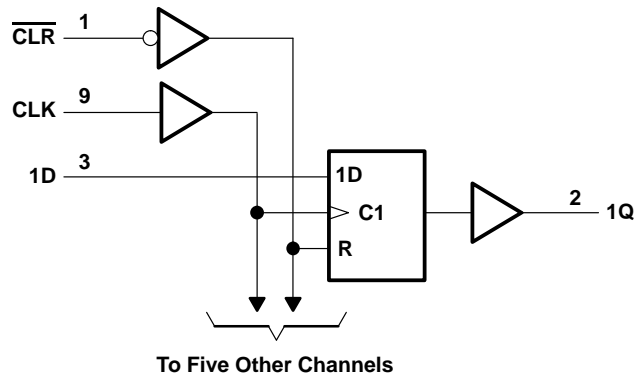 CLR 1
CLK 9
1D 3
1D
C1
R
2 1Q
To Five Other Channels